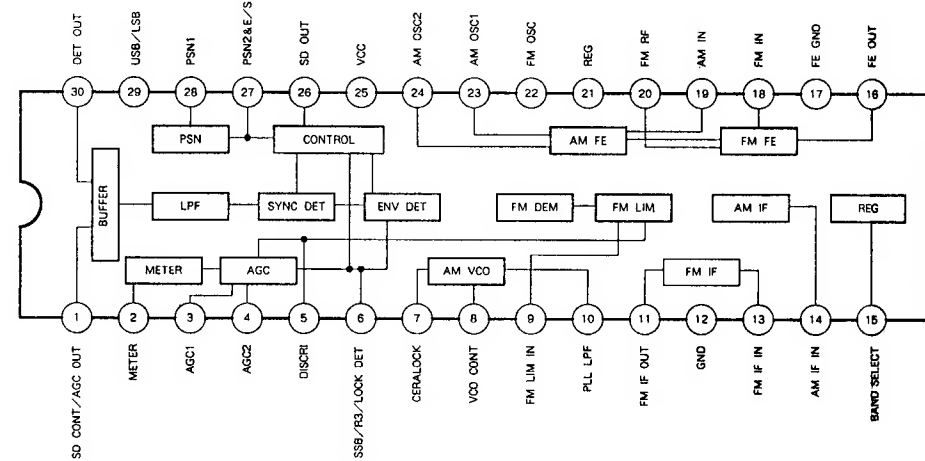 DET OUT
USB/LSB
PSN1
PSN2&E/S
SD OUT
VCC
AM OSC2
AM OSC1
FM OSC
REG
FM RF
AM IN
FM IN
FE GND
FE OUT
30
29
28
27
26
25
24
23
22
21
20
19
18
17
16
PSN
CONTROL
AM FE
FM FE
BUFFER
LPF
SYNC DET
ENV DET
FM DEM
FM LIM
AM IF
REG
METER
AGC
AM VCO
FM IF
1
2
3
4
5
6
7
8
9
10
11
12
13
14
15
SD CONT/AGC OUT
METER
AGC1
AGC2
DISCRI
SSB/R3/LOCK DET
CERALOCK
VCO CONT
FM LIM IN
PLL LPF
FM IF OUT
GND
FM IF IN
AM IF IN
BAND SELECT